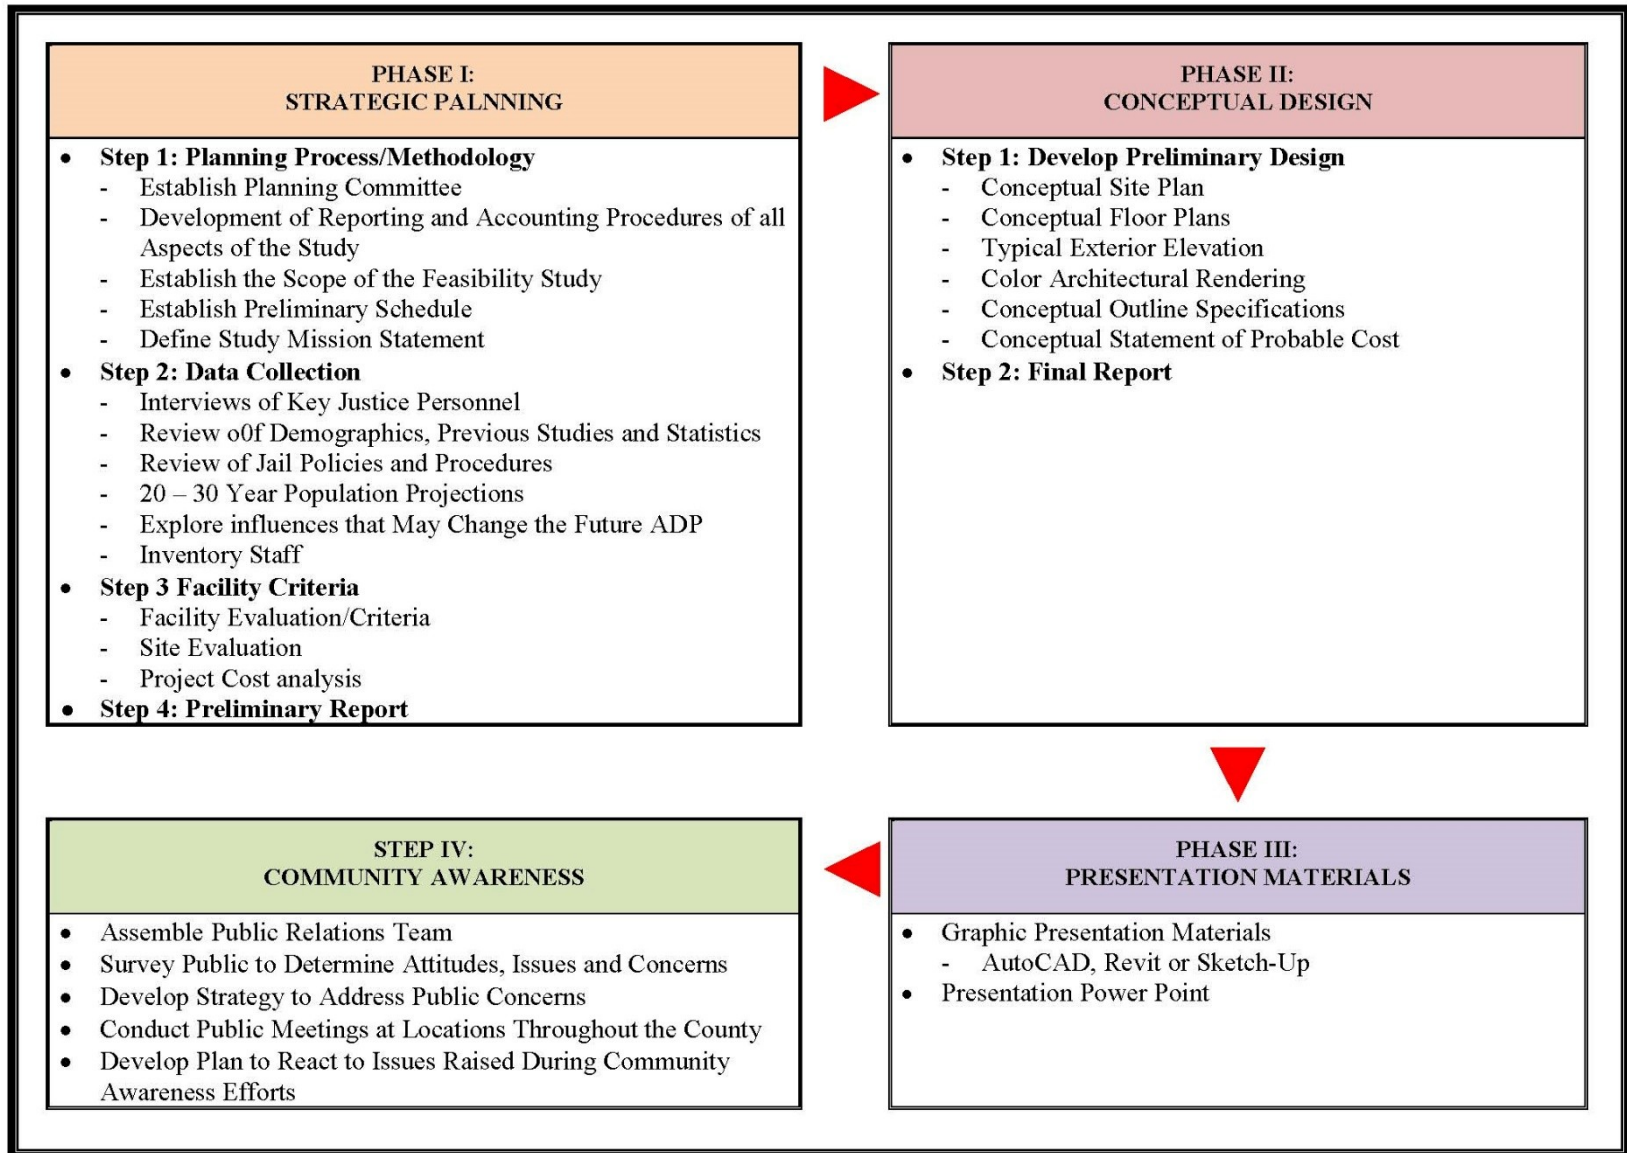 PHASE I:
STRATEGIC PALNNING
• Step 1: Planning Process/Methodology
- Establish Planning Committee
- Development of Reporting and Accounting Procedures of all
Aspects of the Study
- Establish the Scope of the Feasibility Study
- Establish Preliminary Schedule
- Define Study Mission Statement
• Step 2: Data Collection
- Interviews of Key Justice Personnel
- Review o0f Demographics, Previous Studies and Statistics
- Review of Jail Policies and Procedures
- 20 – 30 Year Population Projections
- Explore influences that May Change the Future ADP
- Inventory Staff
• Step 3 Facility Criteria
- Facility Evaluation/Criteria
- Site Evaluation
- Project Cost analysis
• Step 4: Preliminary Report
PHASE II:
CONCEPTUAL DESIGN
• Step 1: Develop Preliminary Design
- Conceptual Site Plan
- Conceptual Floor Plans
- Typical Exterior Elevation
- Color Architectural Rendering
- Conceptual Outline Specifications
- Conceptual Statement of Probable Cost
• Step 2: Final Report
PHASE III:
PRESENTATION MATERIALS
• Graphic Presentation Materials
- AutoCAD, Revit or Sketch-Up
• Presentation Power Point
STEP IV:
COMMUNITY AWARENESS
• Assemble Public Relations Team
• Survey Public to Determine Attitudes, Issues and Concerns
• Develop Strategy to Address Public Concerns
• Conduct Public Meetings at Locations Throughout the County
• Develop Plan to React to Issues Raised During Community
Awareness Efforts